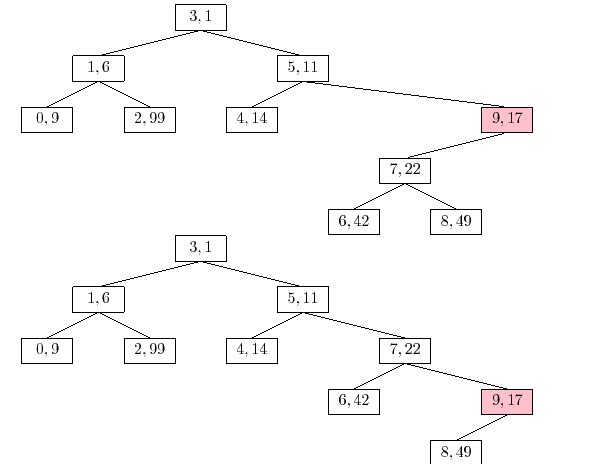 3, 1
1, 6 5, 11
0, 9 2, 99 4, 14 9, 17
7, 22
6, 42 8, 49
3, 1
1, 6 5, 11
0, 9 2, 99 4, 14 7, 22
6, 42 9, 17
8, 49